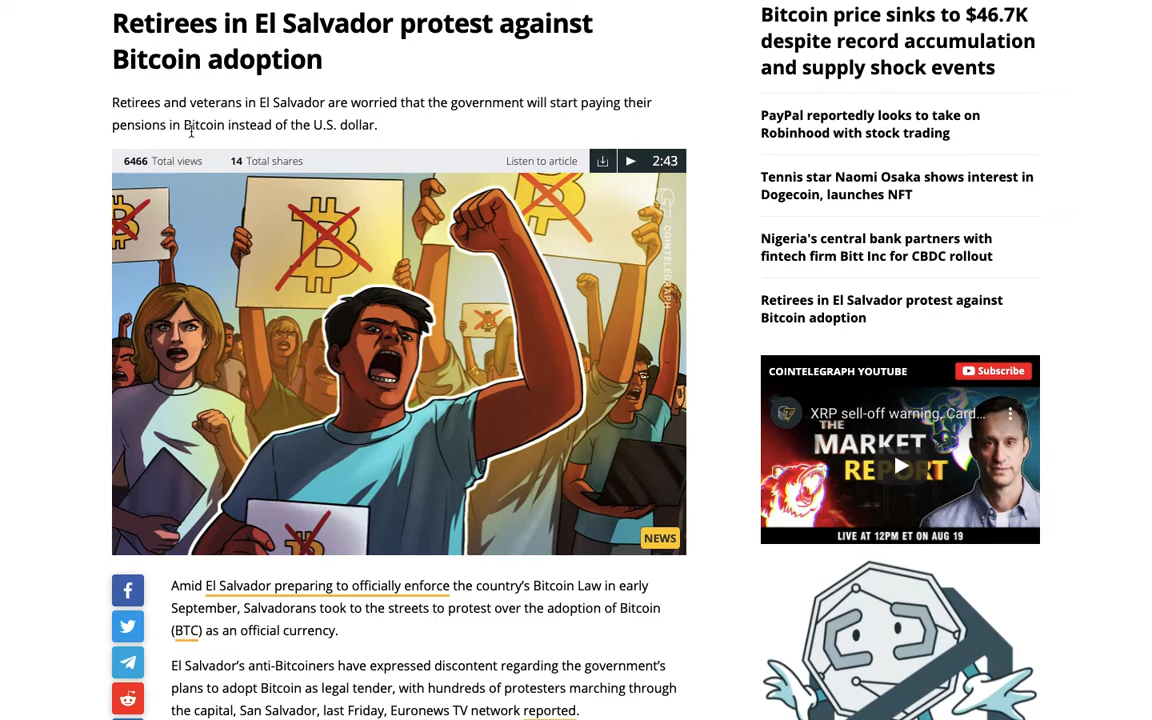 Retirees in El Salvador protest against
Bitcoin adoption
Retirees and veterans in El Salvador are worried that the government will start paying their
pensions in Bitcoin instead of the U.S. dollar.
6466 Total views 14 Total shares Listen to article 2:43
COINTELEGRAPH
NEWS
Amid El Salvador preparing to officially enforce the country's Bitcoin Law in early
September, Salvadorans took to the streets to protest over the adoption of Bitcoin
(BTC) as an official currency.
El Salvador's anti-Bitcoiners have expressed discontent regarding the government's
plans to adopt Bitcoin as legal tender, with hundreds of protesters marching through
the capital, San Salvador, last Friday, Euronews TV network reported.
Bitcoin price sinks to $46.7K
despite record accumulation
and supply shock events
PayPal reportedly looks to take on
Robinhood with stock trading
Tennis star Naomi Osaka shows interest in
Dogecoin, launches NFT
Nigeria's central bank partners with
fintech firm Bitt Inc for CBDC rollout
Retirees in El Salvador protest against
Bitcoin adoption
COINTELEGRAPH YOUTUBE Subscribe
XRP sell-off warning, Card...
THE
MARKET
REPORT
LIVE AT 12PM ET ON AUG 19